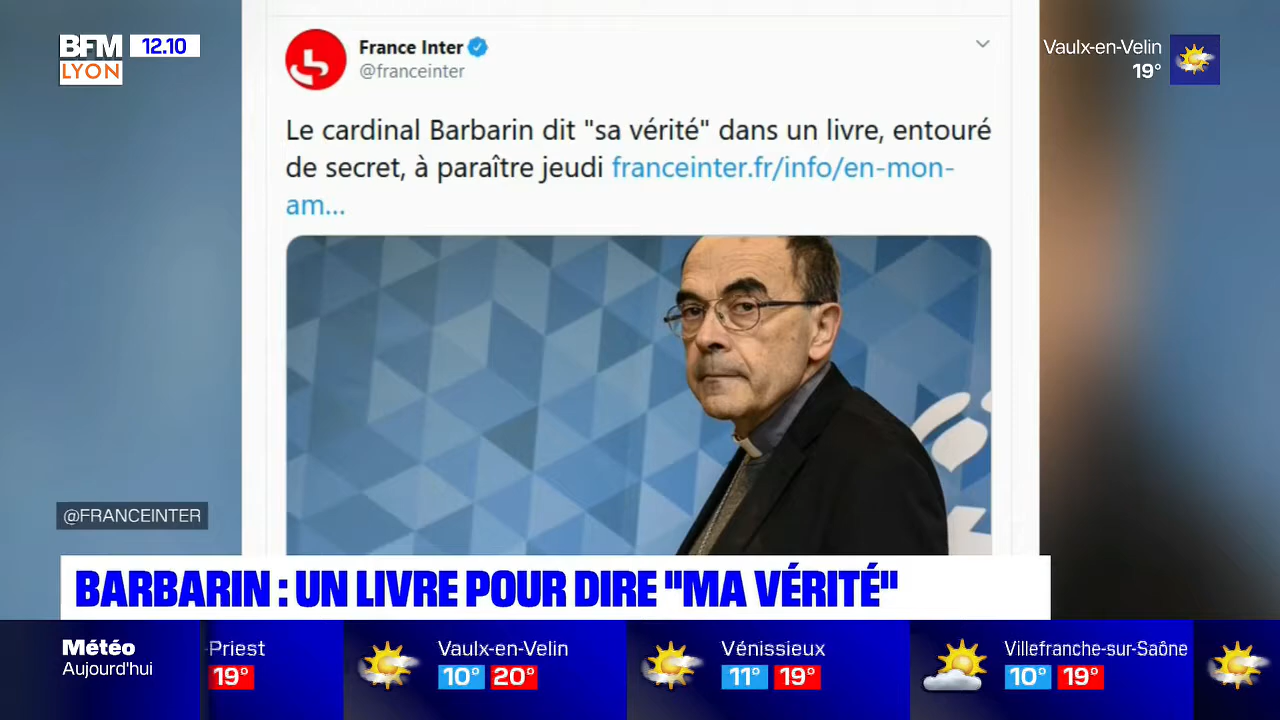 BFM
LYON
12.10
France Inter
@franceinter
Vaulx-en-Velin
19°
Le cardinal Barbarin dit "sa vérité" dans un livre, entouré
de secret, à paraître jeudi franceinter.fr/info/en-mon-
am...
@FRANCEINTER
BARBARIN : UN LIVRE POUR DIRE "MA VÉRITÉ"
Météo
Aujourd'hui
-Priest
19°
Vaulx-en-Velin
10° 20°
Vénissieux
11° 19°
Villefranche-sur-Saône
10° 19°